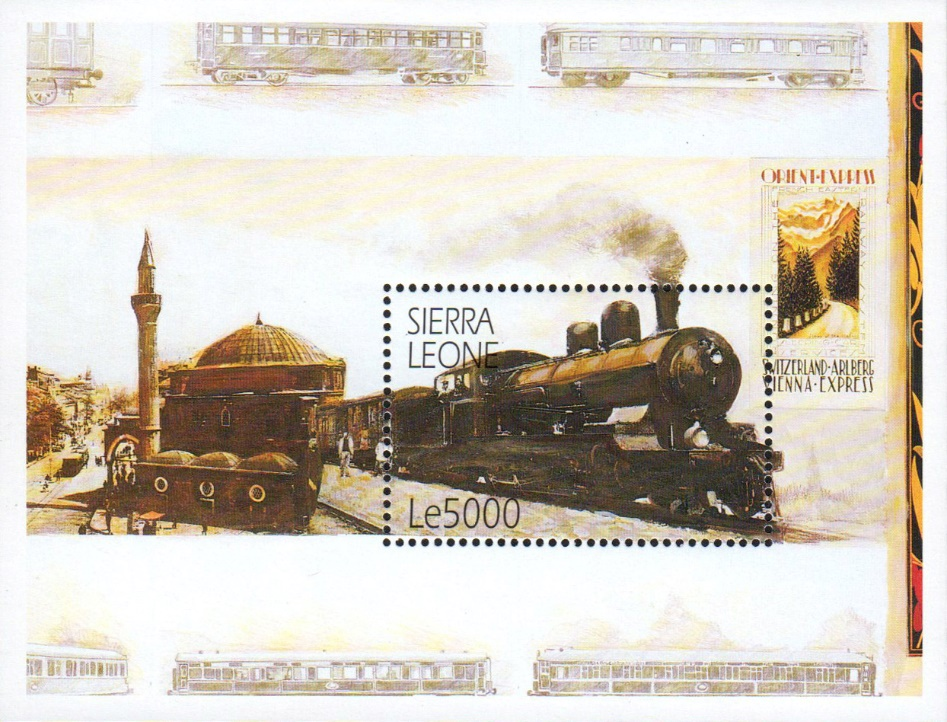 ORIENT·EXPRESS
SIERRA
LEONE
SWITZERLAND·ARLBERG
VIENNA·EXPRESS
Le5000